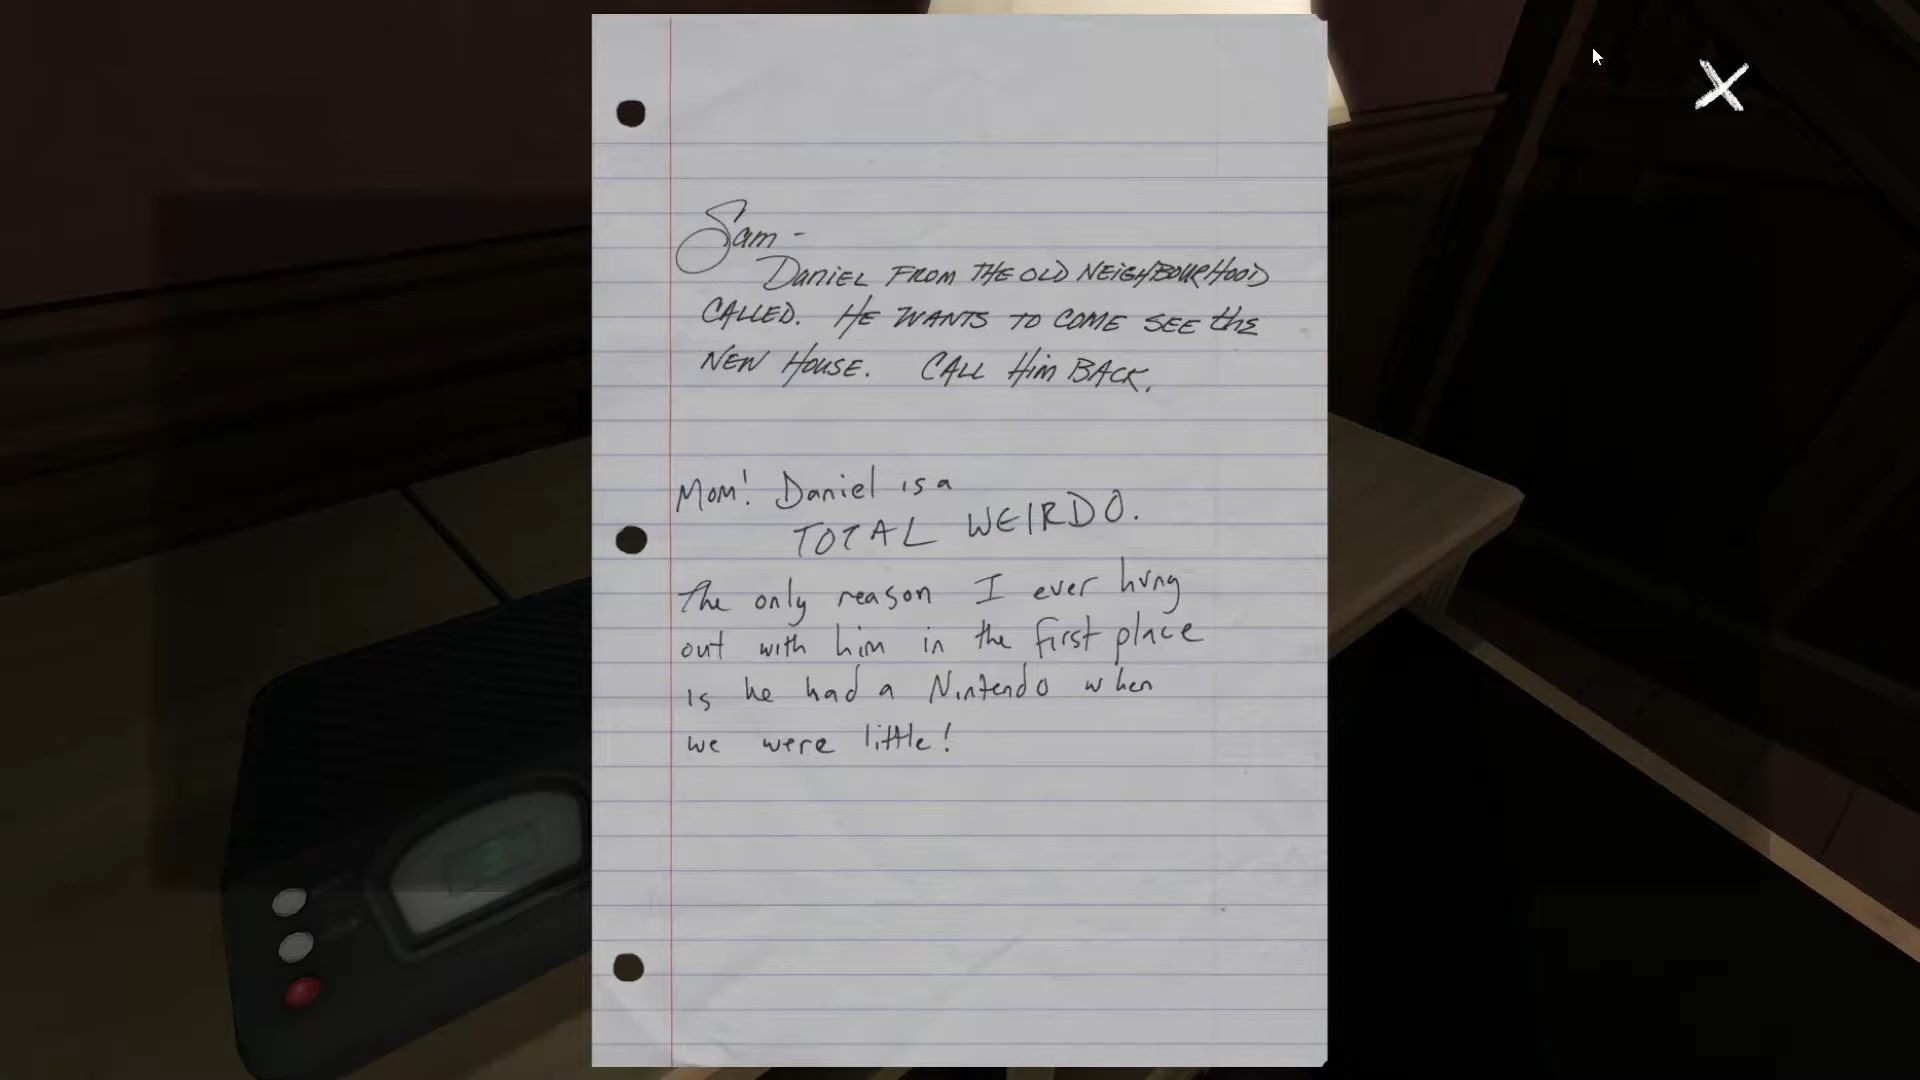 Sam -
Daniel FROM THE OLD NEIGHBOURHOOD
CALLED. He WANTS TO COME SEE the
NEW HOUSE. CALL Him BACK.
Mom! Daniel is a
TOTAL WEIRDO.
The only reason I ever hung
out with him in the first place
is he had a Nintendo when
we were little!